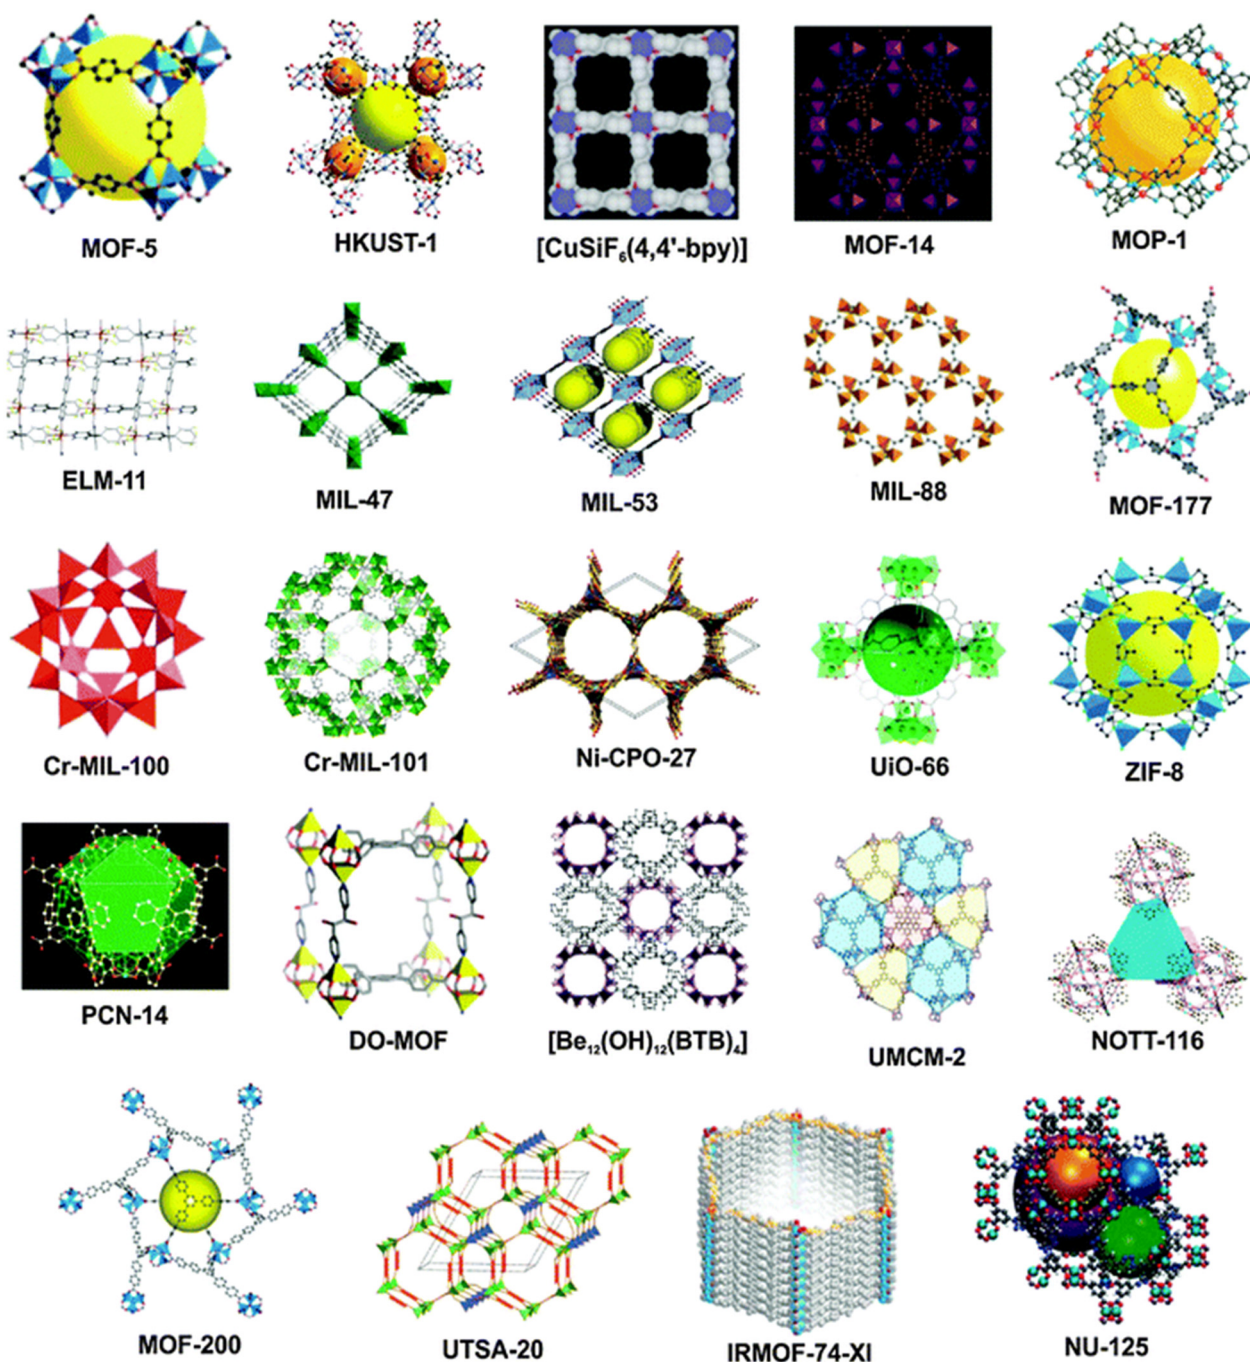 MOF-5
HKUST-1
[CuSiF₆(4,4'-bpy)]
MOF-14
MOP-1
ELM-11
MIL-47
MIL-53
MIL-88
MOF-177
Cr-MIL-100
Cr-MIL-101
Ni-CPO-27
UiO-66
ZIF-8
PCN-14
DO-MOF
[Be₁₂(OH)₁₂(BTB)₄]
UMCM-2
NOTT-116
MOF-200
UTSA-20
IRMOF-74-XI
NU-125